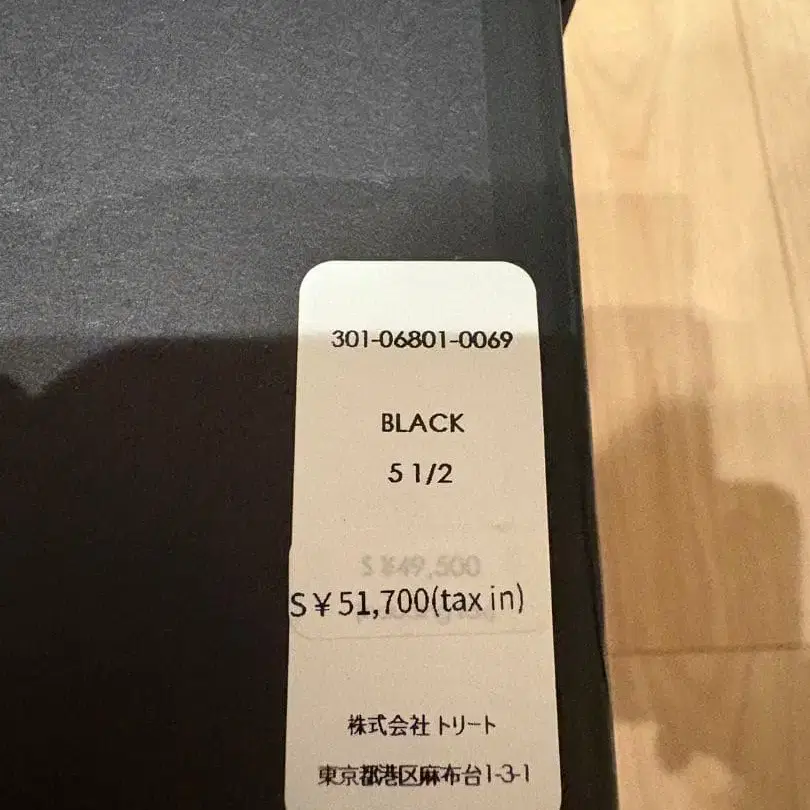 301-06801-0069
BLACK
5 1/2
S ¥49,500
S¥51,700(tax in)
株式会社トリート
東京都港区麻布台1-3-1